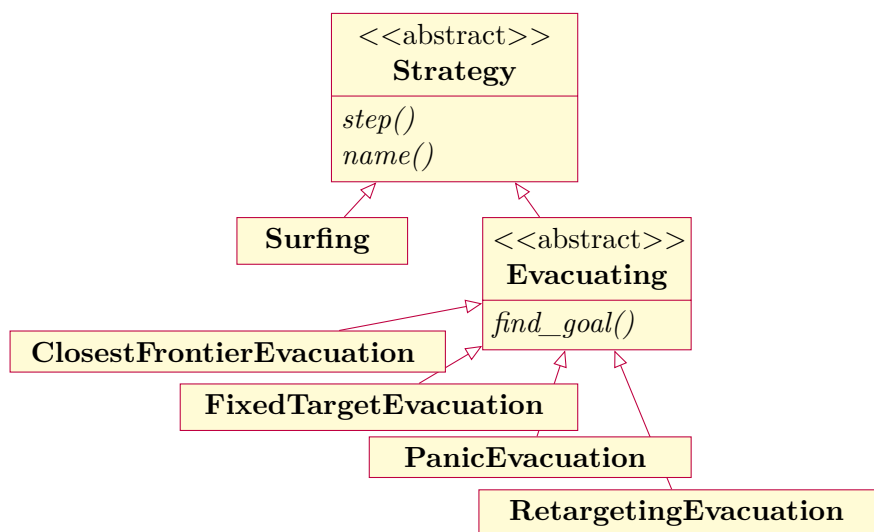 <<abstract>>
Strategy
step()
name()
Surfing
<<abstract>>
Evacuating
find_goal()
ClosestFrontierEvacuation
FixedTargetEvacuation
PanicEvacuation
RetargetingEvacuation